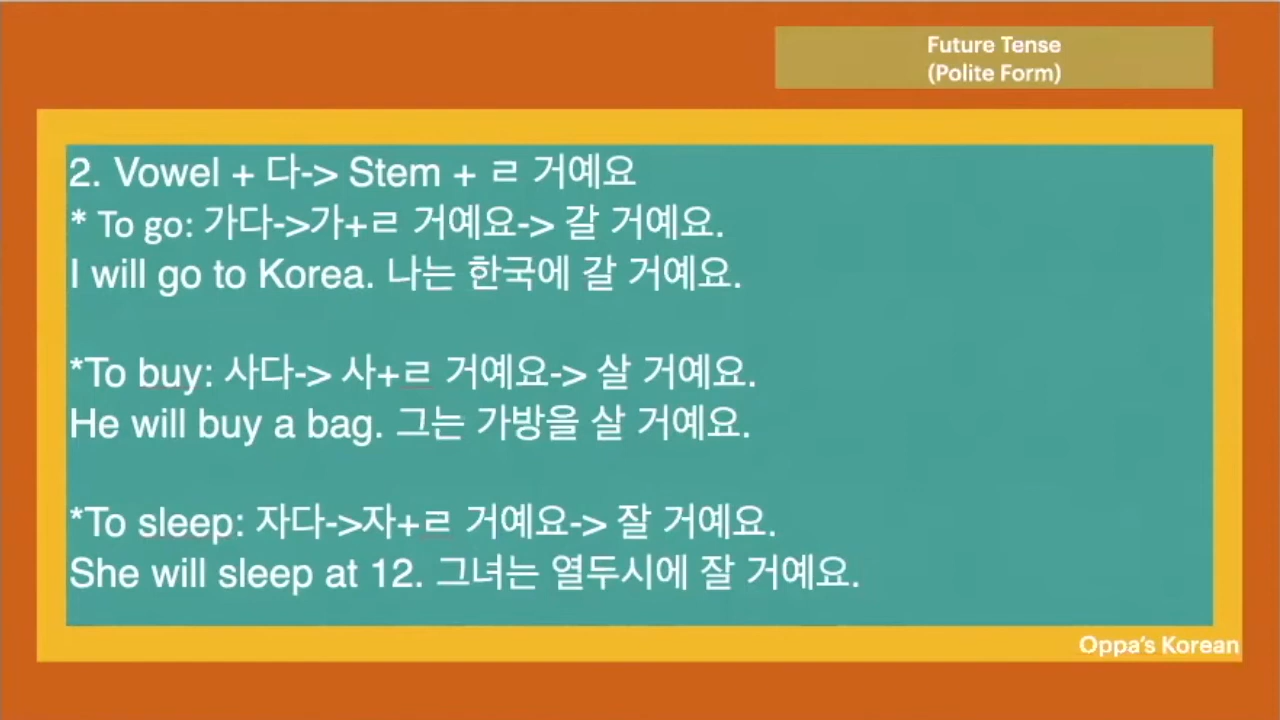 Future Tense
(Polite Form)
2. Vowel + 다-> Stem + ㄹ 거예요
* To go: 가다->가+ㄹ 거예요-> 갈 거예요.
I will go to Korea. 나는 한국에 갈 거예요.
*To buy: 사다-> 사+ㄹ 거예요-> 살 거예요.
He will buy a bag. 그는 가방을 살 거예요.
*To sleep: 자다->자+ㄹ 거예요-> 잘 거예요.
She will sleep at 12. 그녀는 열두시에 잘 거예요.
Oppa's Korean